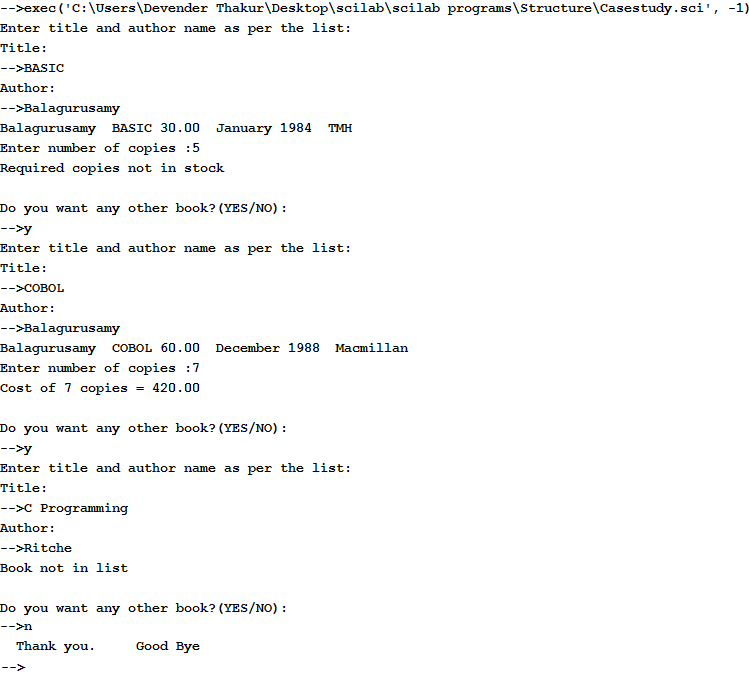 -->exec('C:\Users\Devender Thakur\Desktop\scilab\scilab programs\Structure\Casestudy.sci', -1)
Enter title and author name as per the list:
Title:
-->BASIC
Author:
-->Balagurusamy
Balagurusamy  BASIC 30.00  January 1984  TMH
Enter number of copies :5
Required copies not in stock
Do you want any other book?(YES/NO):
-->y
Enter title and author name as per the list:
Title:
-->COBOL
Author:
-->Balagurusamy
Balagurusamy  COBOL 60.00  December 1988  Macmillan
Enter number of copies :7
Cost of 7 copies = 420.00
Do you want any other book?(YES/NO):
-->y
Enter title and author name as per the list:
Title:
-->C Programming
Author:
-->Ritche
Book not in list
Do you want any other book?(YES/NO):
-->n
  Thank you.     Good Bye
-->